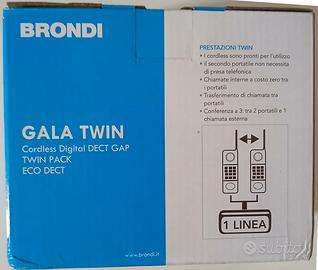 BRONDI
PRESTAZIONI TWIN
• I cordless sono pronti per l'utilizzo
• Il secondo portatile non necessita
di presa telefonica
• Chiamate interne a costo zero tra
i portatili
• Trasferimento di chiamata tra
portatili
• Conferenza a 3: tra 2 portatili e 1
chiamata esterna
GALA TWIN
Cordless Digital DECT GAP
TWIN PACK
ECO DECT
1 LINEA
www.brondi.it
subito